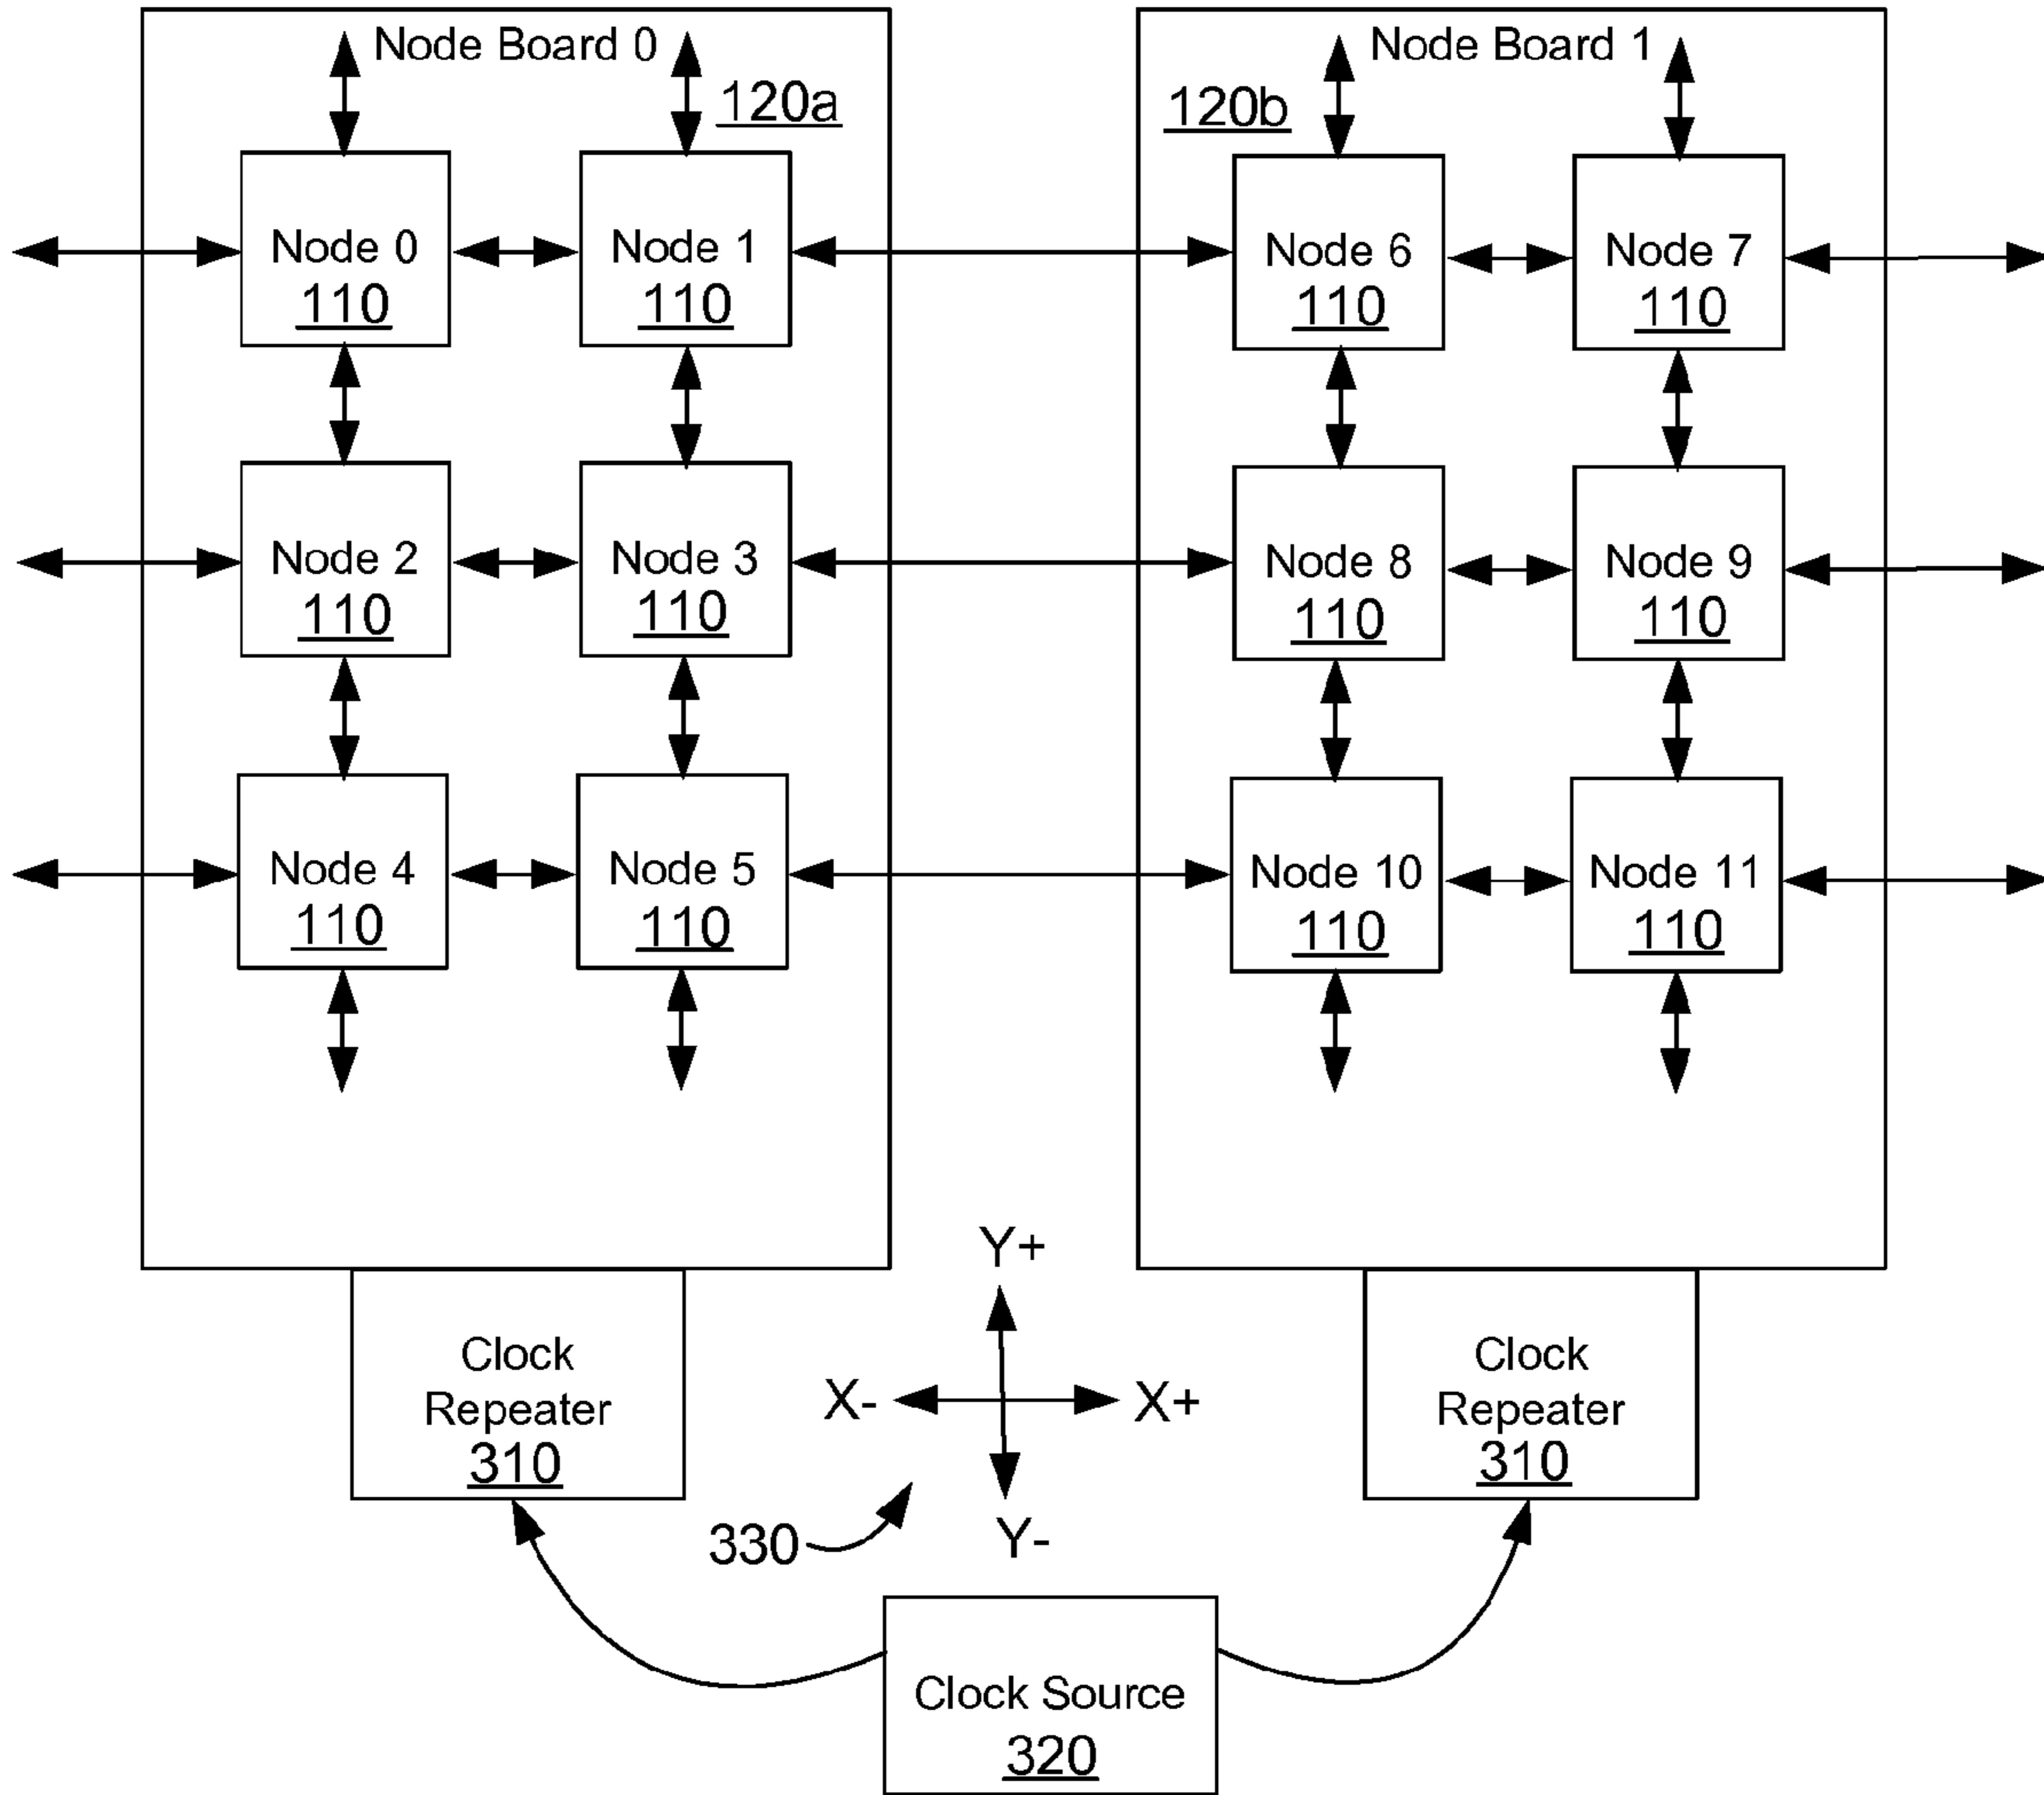 Node Board 0
120a
Node 0
110
Node 1
110
Node 2
110
Node 3
110
Node 4
110
Node 5
110
Node Board 1
120b
Node 6
110
Node 7
110
Node 8
110
Node 9
110
Node 10
110
Node 11
110
Clock
Repeater
310
Y+
X-
X+
Y-
330
Clock
Repeater
310
Clock Source
320